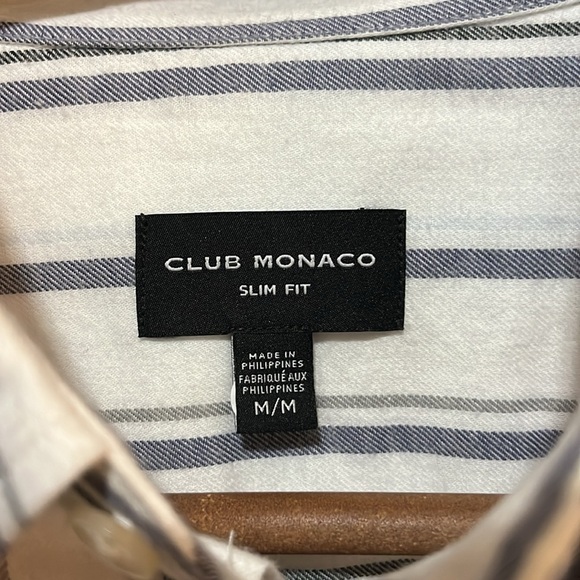 CLUB MONACO
SLIM FIT
MADE IN
PHILIPPINES
FABRIQUÉ AUX
PHILIPPINES
M/M